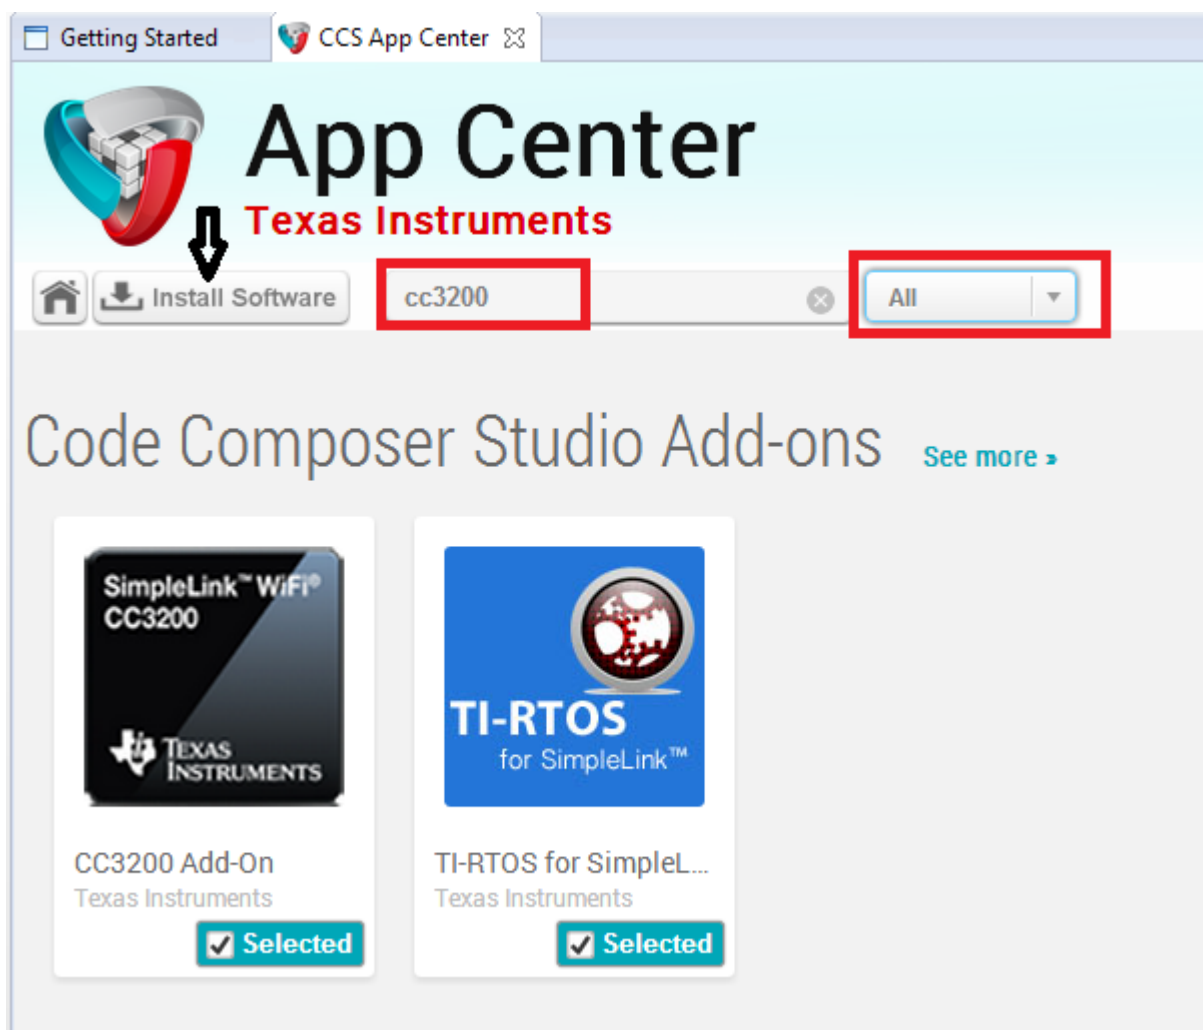 Getting Started
CCS App Center
App Center
Texas Instruments
Install Software
cc3200
All
Code Composer Studio Add-ons
See more »
SimpleLink™ WiFi®
CC3200
TEXAS
INSTRUMENTS
TI-RTOS
for SimpleLink™
CC3200 Add-On
Texas Instruments
Selected
TI-RTOS for SimpleL...
Texas Instruments
Selected